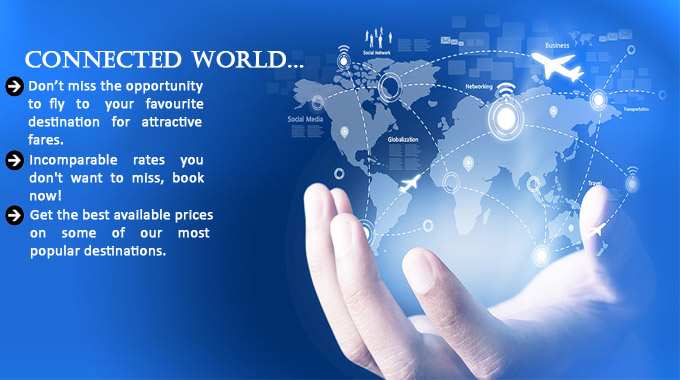 CONNECTED WORLD...
Don't miss the opportunity
to fly to your favourite
destination for attractive
fares.
Incomparable rates you
don't want to miss, book
now!
Get the best available prices
on some of our most
popular destinations.
Social Network
Business
Networking
Social Media
Transportation
Globalization
Travel